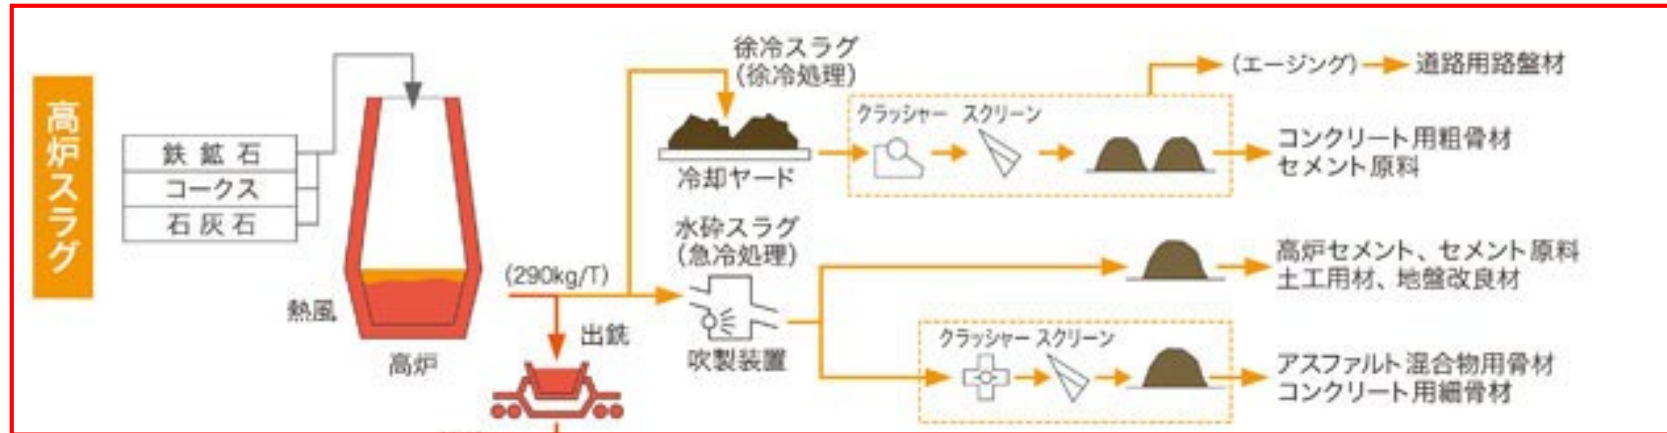 高炉スラグ
鉄鉱石
コークス
石灰石
熱風
高炉
(290kg/T)
出銑
徐冷スラグ
(徐冷処理)
冷却ヤード
クラッシャー スクリーン
(エージング)
道路用路盤材
コンクリート用粗骨材
セメント原料
水砕スラグ
(急冷処理)
吹製装置
高炉セメント、セメント原料
土工用材、地盤改良材
クラッシャー スクリーン
アスファルト混合物用骨材
コンクリート用細骨材